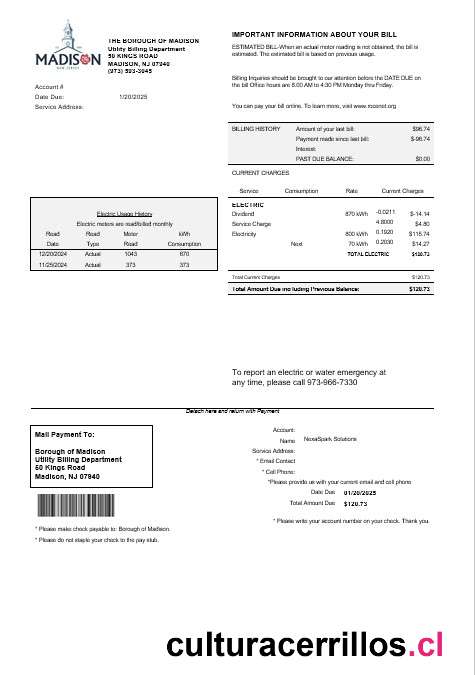 MADISON
NEW JERSEY
THE BOROUGH OF MADISON
Utility Billing Department
50 KINGS ROAD
MADISON, NJ 07940
(973) 593-3045
Account #
Due Date: 1/20/2025
Service Address:
IMPORTANT INFORMATION ABOUT YOUR BILL
ESTIMATED BILL-When an actual meter reading is not obtained, the bill is
estimated. The estimated bill is based on previous usage.
Billing Inquiries should be brought to our attention before the DATE DUE on
the bill Office hours are 8:00 AM to 4:30 PM Monday thru Friday.
You can pay your bill online. To learn more, visit www.rosenet.org
BILLING HISTORY Amount of your last bill: $96.74
Payment made since last bill: $-96.74
Interest:
PAST DUE BALANCE: $0.00
CURRENT CHARGES
Service Consumption Rate Current Charges
ELECTRIC
Dividend 670 kWh -0.0211 $-14.14
Service Charge 4.8000 $4.80
Electricity 600 kWh 0.1920 $115.74
Next 70 kWh 0.2030 $14.27
TOTAL ELECTRIC $120.73
Total Current Charges $120.73
Total Amount Due including Previous Balance: $120.73
Electric Usage History
Electric meters are read/billed monthly
Read Read Meter kWh
Date Type Read Consumption
12/20/2024 Actual 1043 670
11/25/2024 Actual 373 373
To report an electric or water emergency at
any time, please call 973-966-7330
Detach here and return with Payment
Mail Payment To:
Borough of Madison
Utility Billing Department
50 Kings Road
Madison, NJ 07940
* Please make check payable to: Borough of Madison.
* Please do not staple your check to the pay stub.
Account:
Name NexaSpark Solutions
Service Address:
* Email Contact
* Cell Phone:
*Please provide us with your current email and cell phone
Date Due 01/20/2025
Total Amount Due $120.73
* Please write your account number on your check. Thank you.
culturacerrillos.cl